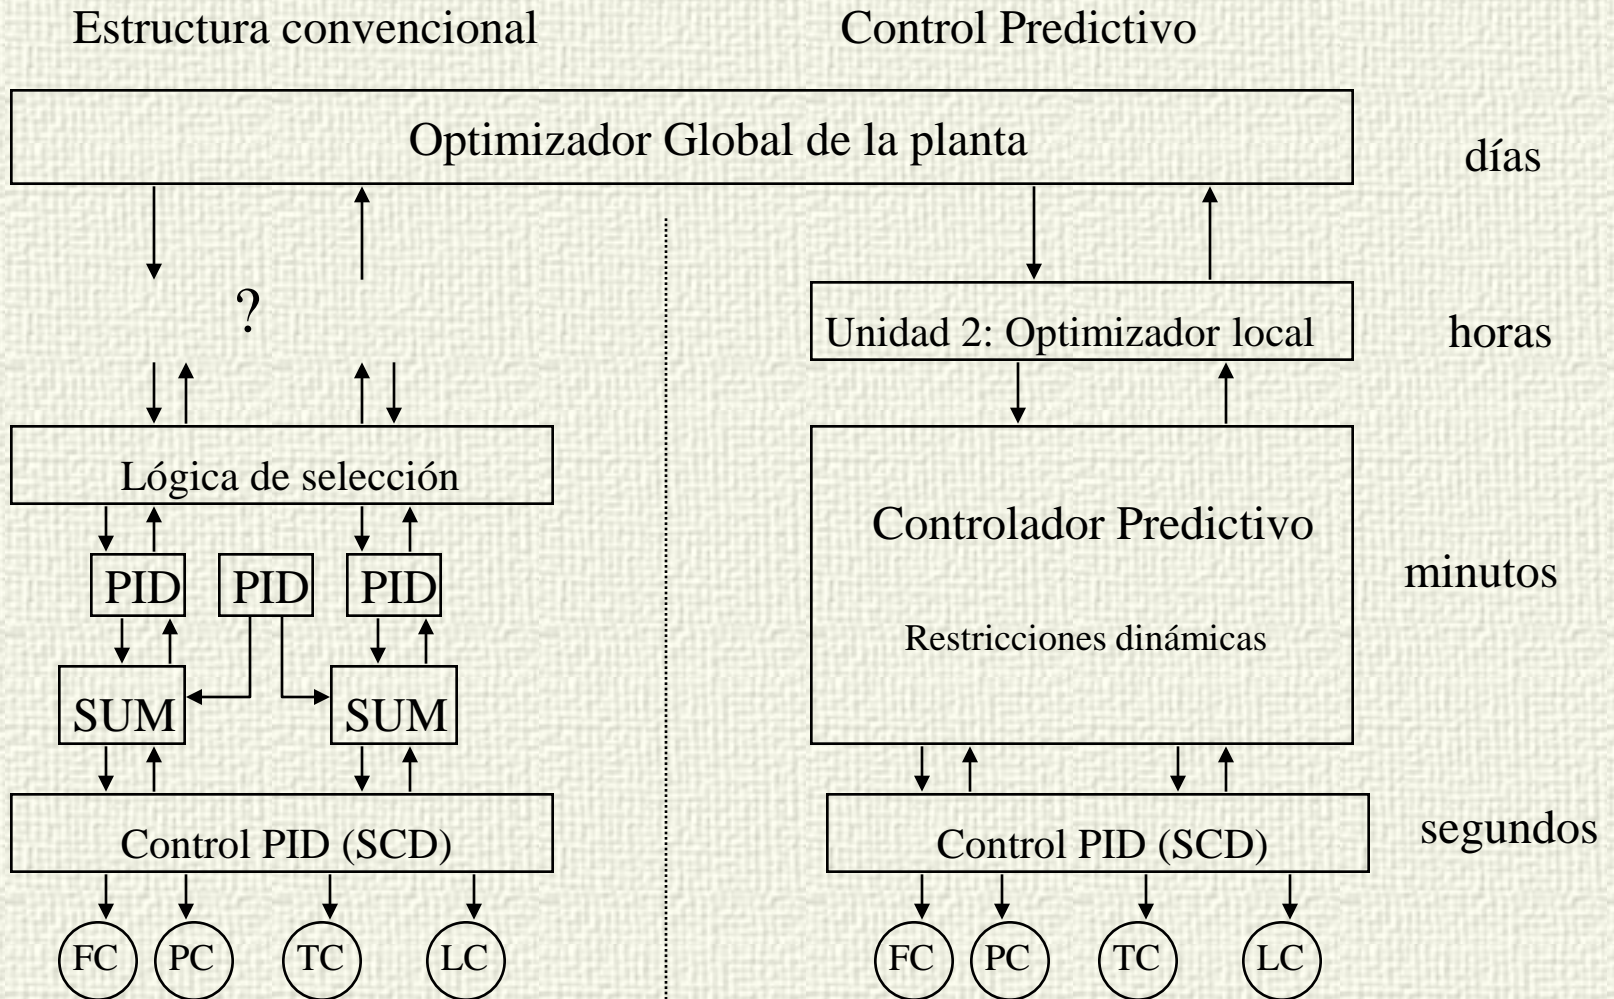 Estructura convencional
Control Predictivo
Optimizador Global de la planta
días
?
Unidad 2: Optimizador local
horas
Lógica de selección
PID
PID
PID
SUM
SUM
Controlador Predictivo
Restricciones dinámicas
minutos
Control PID (SCD)
Control PID (SCD)
segundos
FC
PC
TC
LC
FC
PC
TC
LC